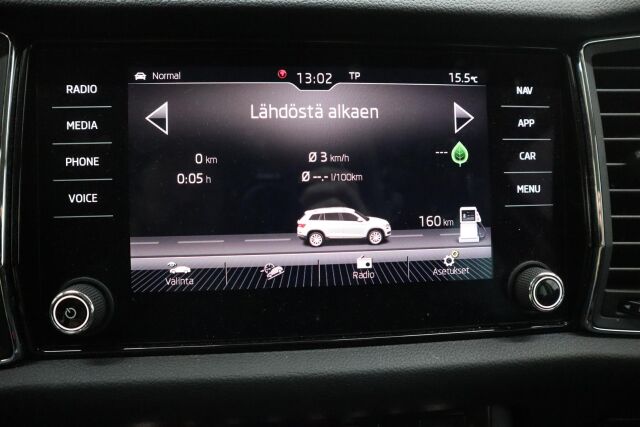 RADIO
MEDIA
PHONE
VOICE
Normal
13:02
TP
15.5°C
Lähdöstä alkaen
0 km
Ø 3 km/h
---
0:05 h
Ø --.- l/100km
160 km
Valinta
Radio
Asetukset
NAV
APP
CAR
MENU